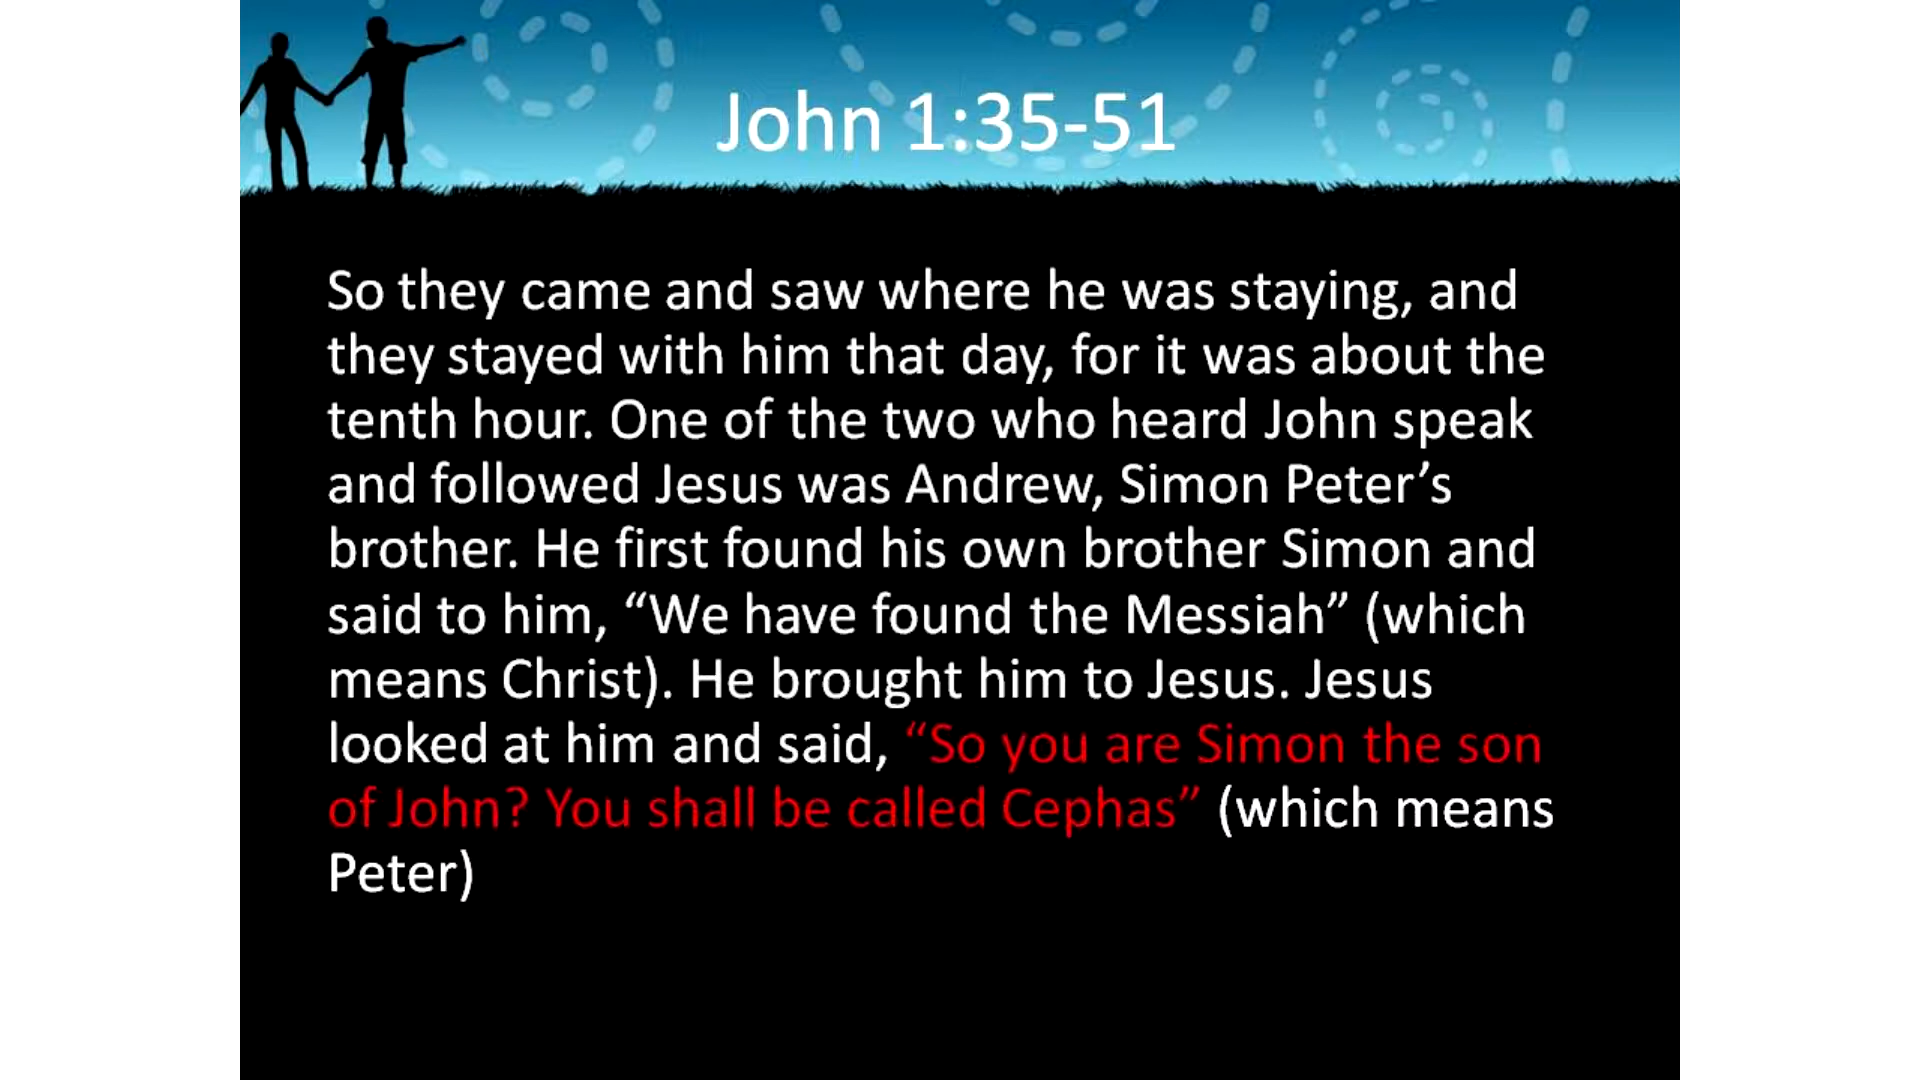 John 1:35-51
So they came and saw where he was staying, and
they stayed with him that day, for it was about the
tenth hour. One of the two who heard John speak
and followed Jesus was Andrew, Simon Peter’s
brother. He first found his own brother Simon and
said to him, “We have found the Messiah” (which
means Christ). He brought him to Jesus. Jesus
looked at him and said, “So you are Simon the son
of John? You shall be called Cephas” (which means
Peter)